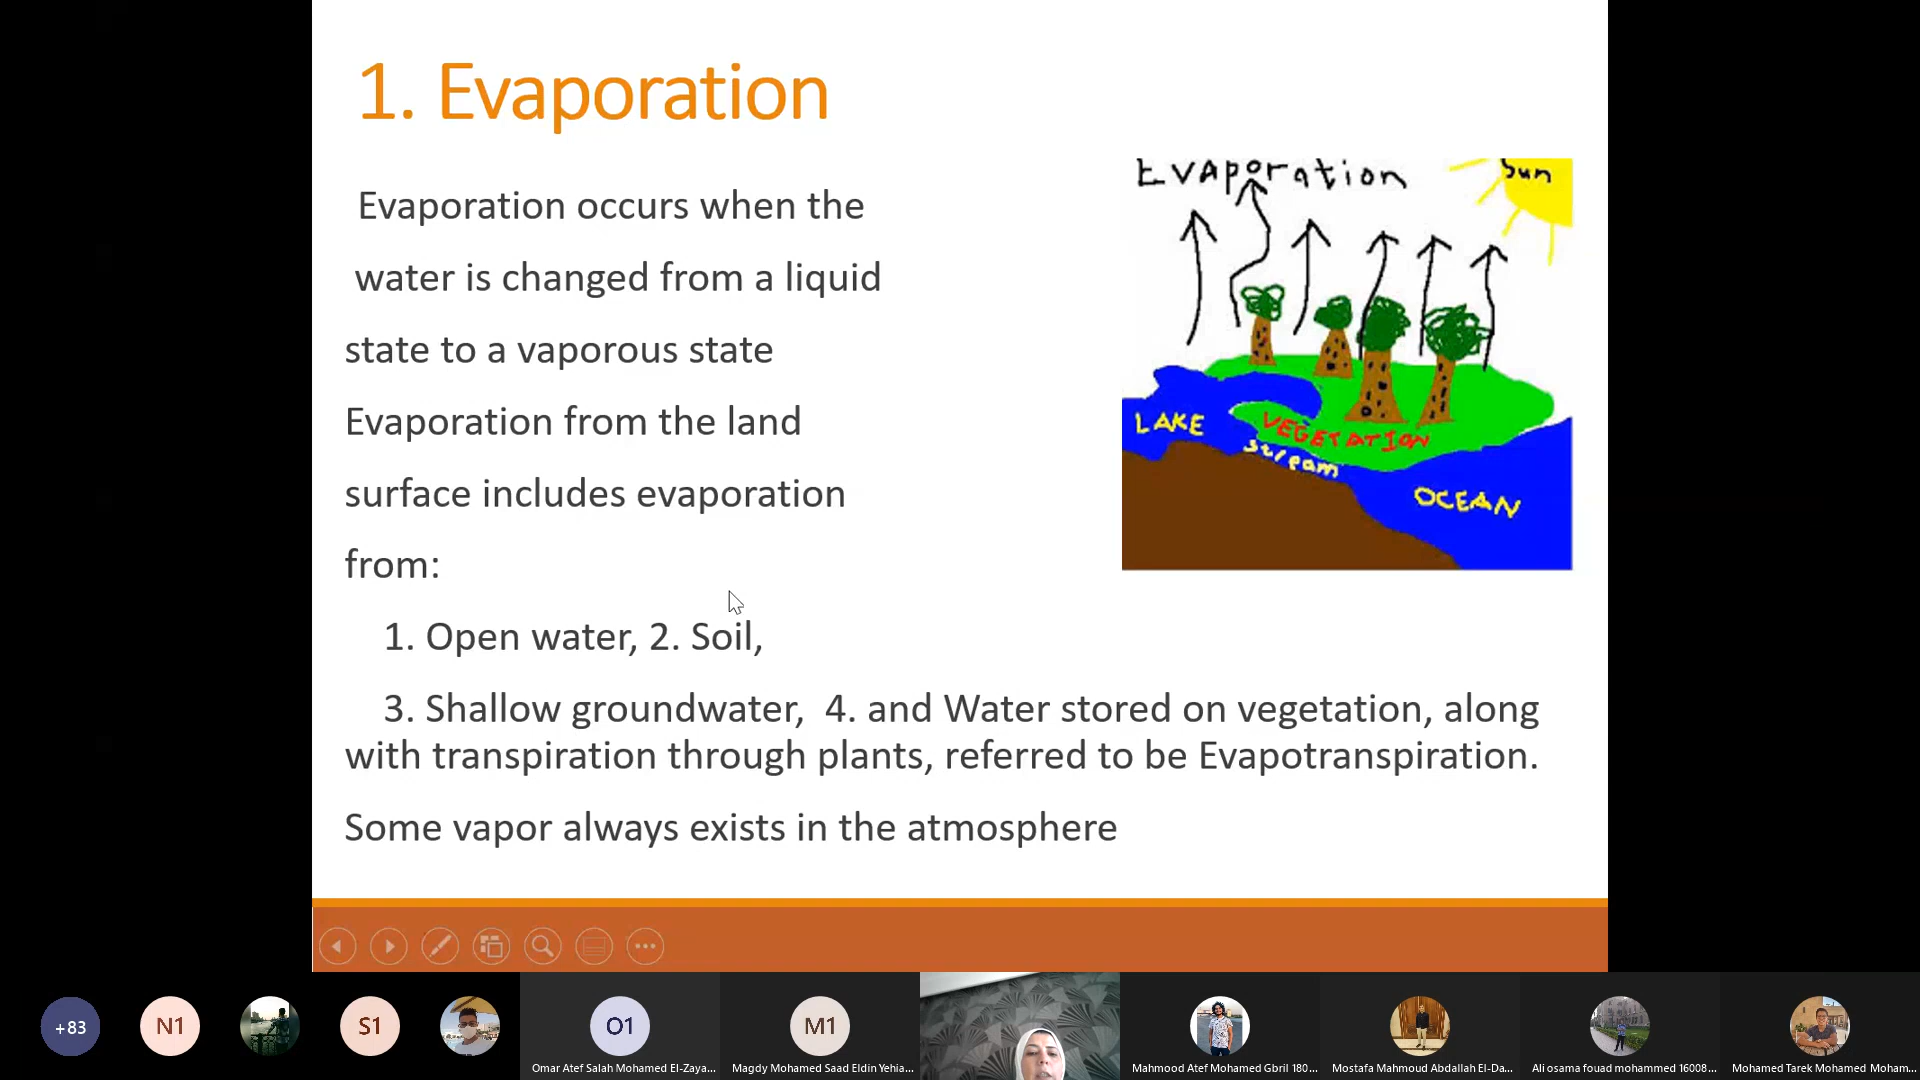 1. Evaporation
Evaporation occurs when the
water is changed from a liquid
state to a vaporous state
Evaporation from the land
surface includes evaporation
from:
1. Open water, 2. Soil,
3. Shallow groundwater,  4. and Water stored on vegetation, along
with transpiration through plants, referred to be Evapotranspiration.
Some vapor always exists in the atmosphere
Evaporation
Sun
LAKE
VEGETATION
stream
OCEAN
+83
N1
S1
O1
M1
Omar Atef Salah Mohamed El-Zaya...
Magdy Mohamed Saad Eldin Yehia...
Mahmood Atef Mohamed Gbril 180...
Mostafa Mahmoud Abdallah El-Da...
Ali osama fouad mohammed 16008...
Mohamed Tarek Mohamed Moham...